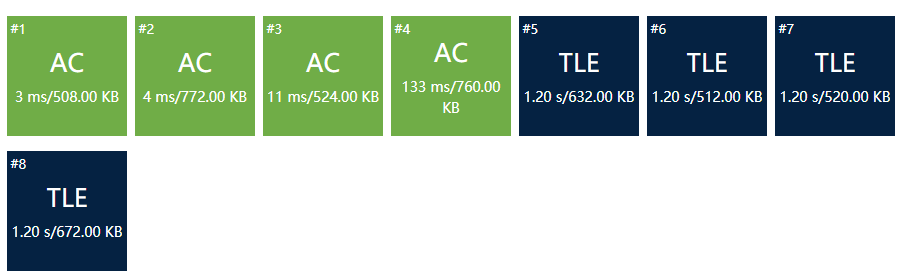 #1
AC
3 ms/508.00 KB
#2
AC
4 ms/772.00 KB
#3
AC
11 ms/524.00 KB
#4
AC
133 ms/760.00
KB
#5
TLE
1.20 s/632.00 KB
#6
TLE
1.20 s/512.00 KB
#7
TLE
1.20 s/520.00 KB
#8
TLE
1.20 s/672.00 KB